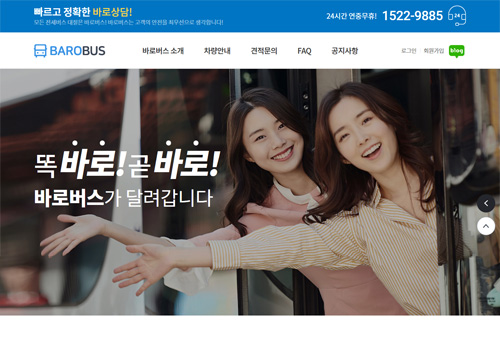 빠르고 정확한 바로상담!
모든 전세버스 대절은 바로버스! 바로버스는 고객의 안전을 최우선으로 생각합니다!
24시간 연중무휴! 1522-9885
24
BAROBUS
바로버스 소개 차량안내 견적문의 FAQ 공지사항
로그인 회원가입 blog
똑바로! 곧바로!
바로버스가 달려갑니다